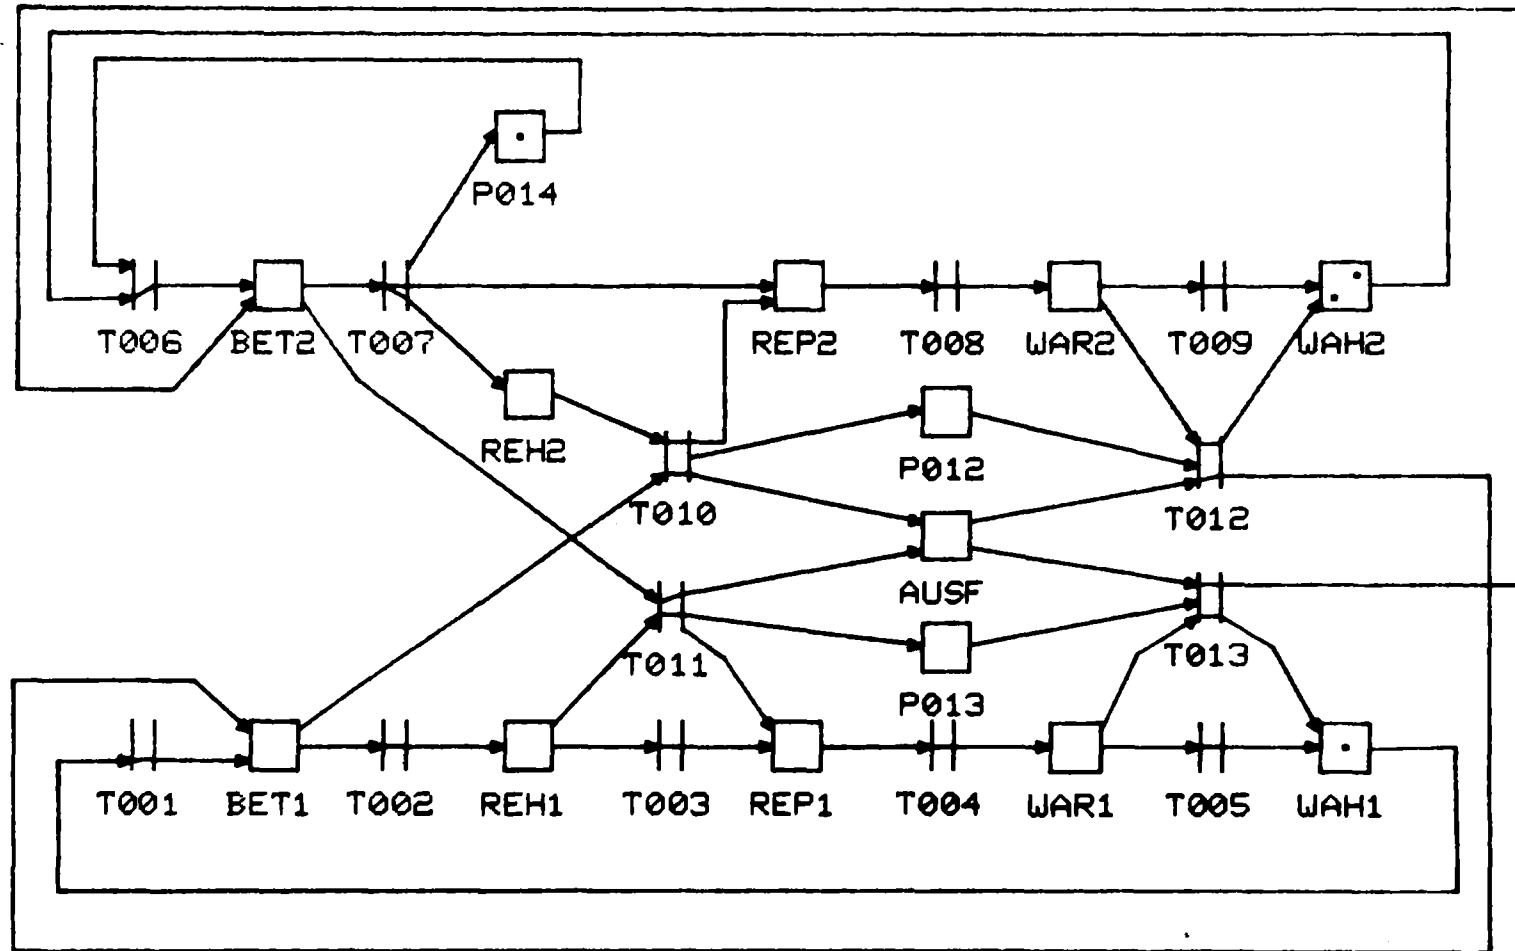 P014
T006 BET2 T007 REP2 T008 WAR2 T009 WAH2
REH2
P012
T010 T012
AUSF
T011 T013
P013
T001 BET1 T002 REH1 T003 REP1 T004 WAR1 T005 WAH1